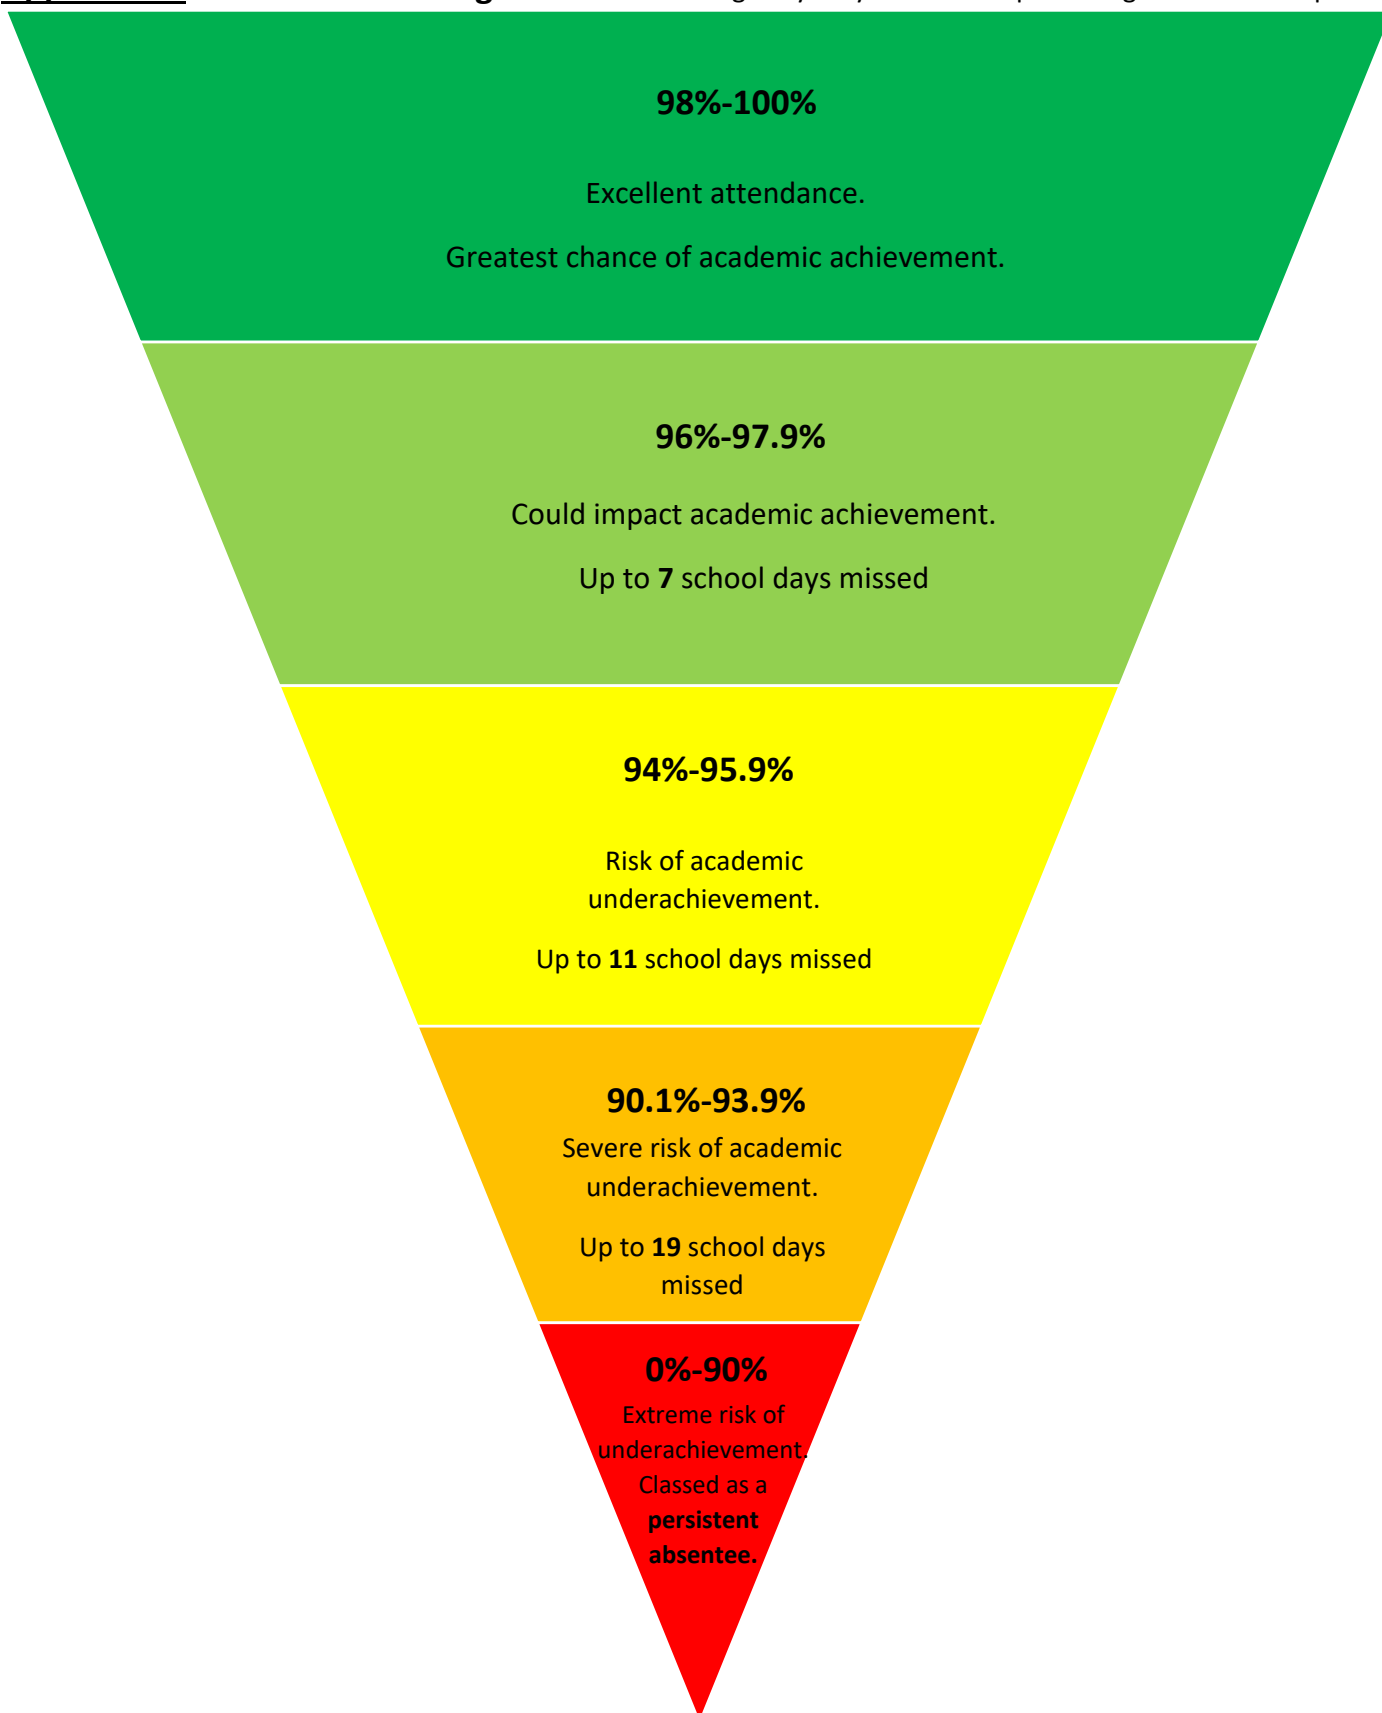 98%-100%
Excellent attendance.
Greatest chance of academic achievement.
96%-97.9%
Could impact academic achievement.
Up to 7 school days missed
94%-95.9%
Risk of academic
underachievement.
Up to 11 school days missed
90.1%-93.9%
Severe risk of academic
underachievement.
Up to 19 school days
missed
0%-90%
Extreme risk of
underachievement.
Classed as a
persistent
absentee.